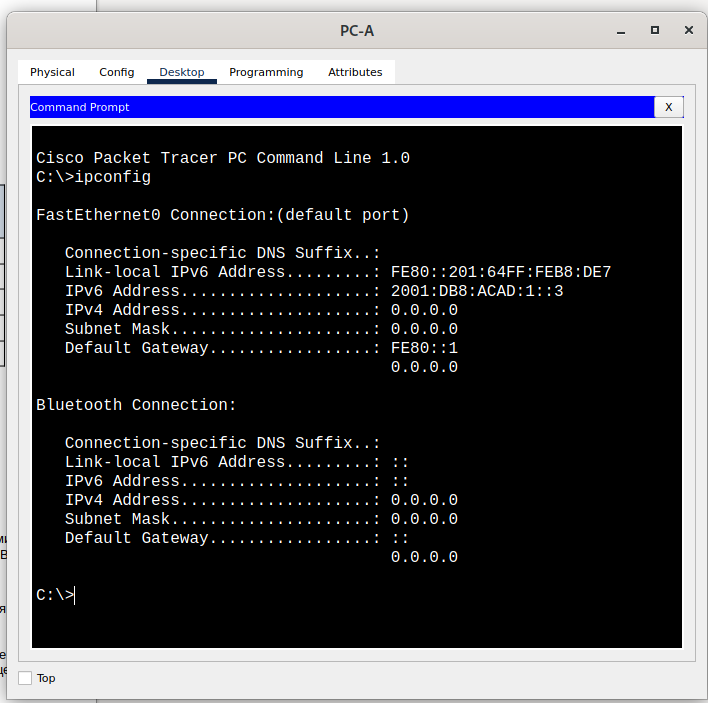 PC-A
Physical Config Desktop Programming Attributes
Command Prompt X
Cisco Packet Tracer PC Command Line 1.0
C:\>ipconfig
FastEthernet0 Connection:(default port)
Connection-specific DNS Suffix..:
Link-local IPv6 Address.........: FE80::201:64FF:FEB8:DE7
IPv6 Address....................: 2001:DB8:ACAD:1::3
IPv4 Address....................: 0.0.0.0
Subnet Mask.....................: 0.0.0.0
Default Gateway.................: FE80::1
0.0.0.0
Bluetooth Connection:
Connection-specific DNS Suffix..:
Link-local IPv6 Address.........: ::
IPv6 Address....................: ::
IPv4 Address....................: 0.0.0.0
Subnet Mask.....................: 0.0.0.0
Default Gateway.................: ::
0.0.0.0
C:\>
Top